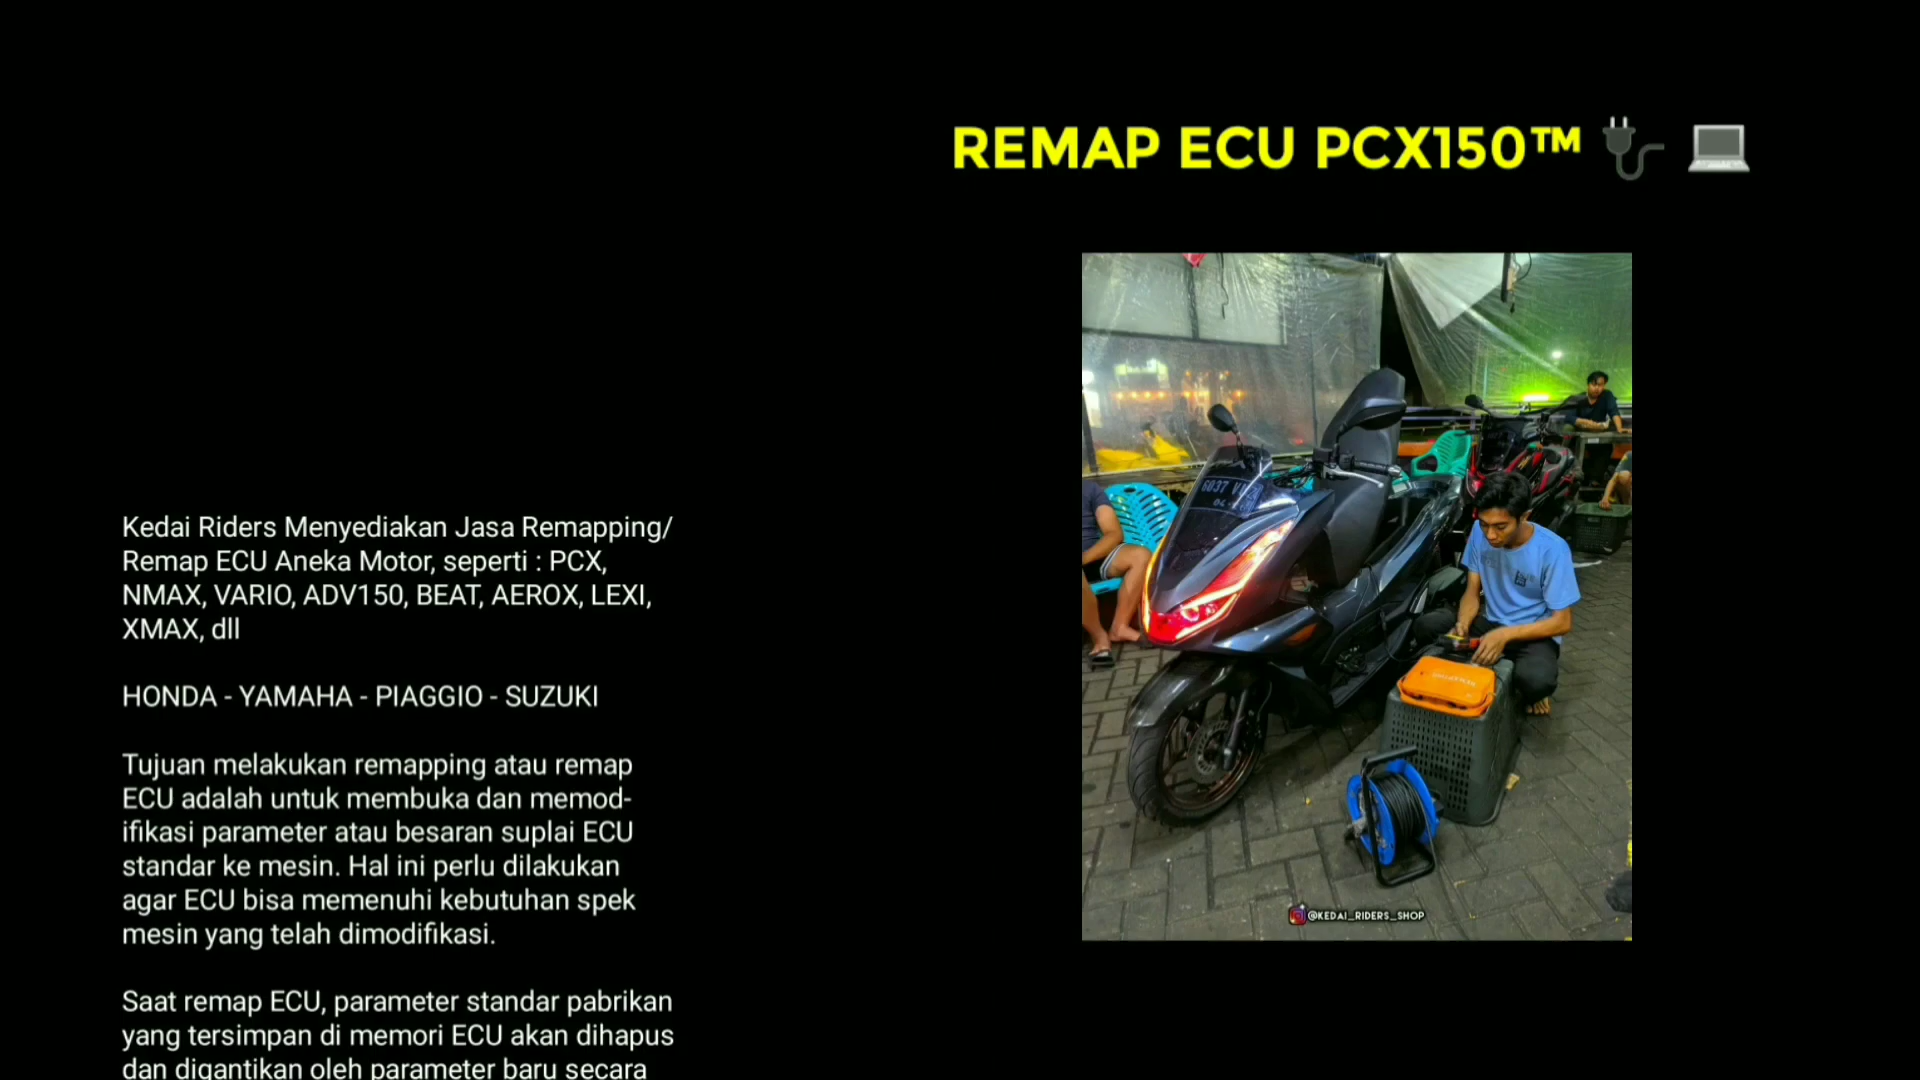 REMAP ECU PCX150™
Kedai Riders Menyediakan Jasa Remapping/
Remap ECU Aneka Motor, seperti : PCX,
NMAX, VARIO, ADV150, BEAT, AEROX, LEXI,
XMAX, dll
HONDA - YAMAHA - PIAGGIO - SUZUKI
Tujuan melakukan remapping atau remap
ECU adalah untuk membuka dan memod-
ifikasi parameter atau besaran suplai ECU
standar ke mesin. Hal ini perlu dilakukan
agar ECU bisa memenuhi kebutuhan spek
mesin yang telah dimodifikasi.
Saat remap ECU, parameter standar pabrikan
yang tersimpan di memori ECU akan dihapus
dan digantikan oleh parameter baru secara
@KEDAI_RIDERS_SHOP